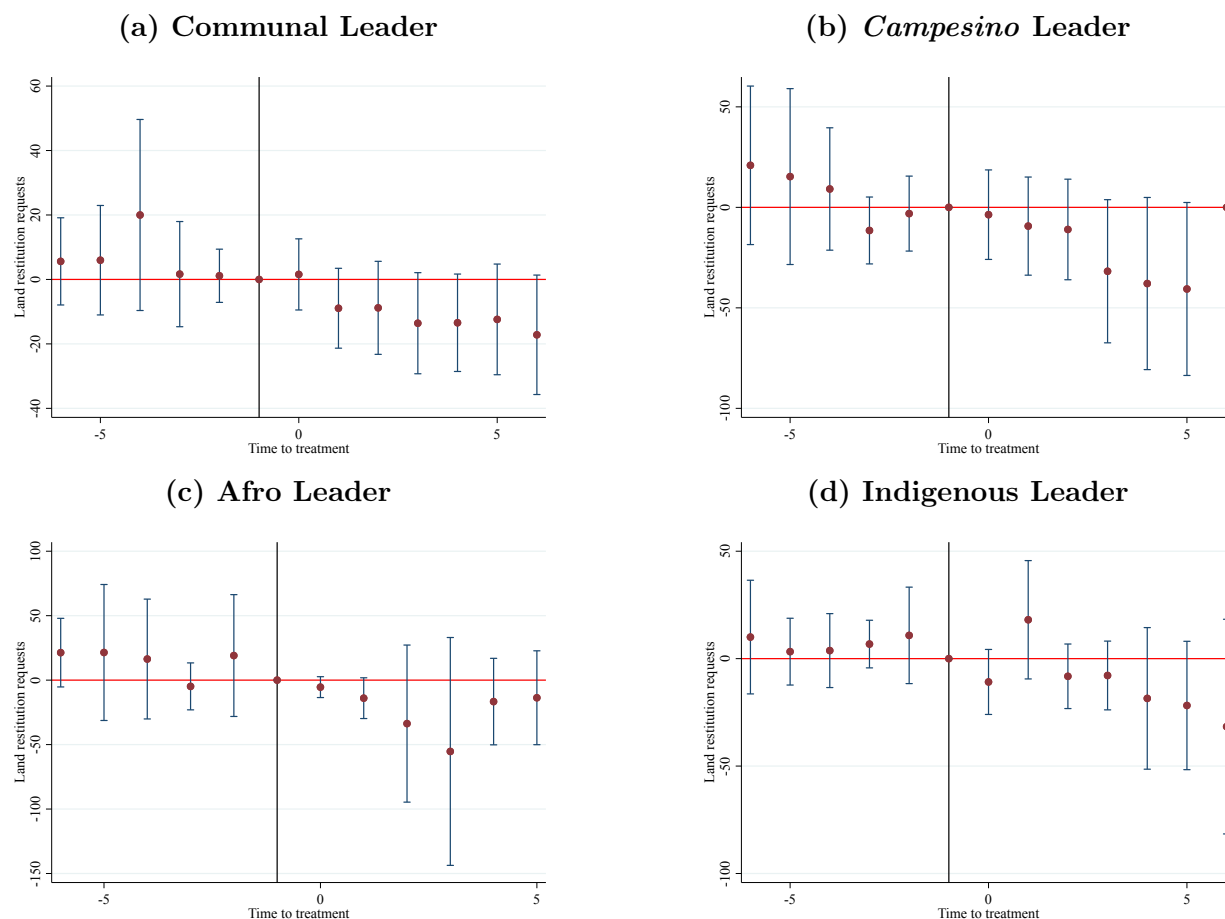 (a) Communal Leader
Land restitution requests
60
40
20
0
-20
-40
-5
0
5
Time to treatment
(b) Campesino Leader
Land restitution requests
50
0
-50
-100
-5
0
5
Time to treatment
(c) Afro Leader
Land restitution requests
100
50
0
-50
-100
-150
-5
0
5
Time to treatment
(d) Indigenous Leader
Land restitution requests
50
0
-50
-100
-5
0
5
Time to treatment